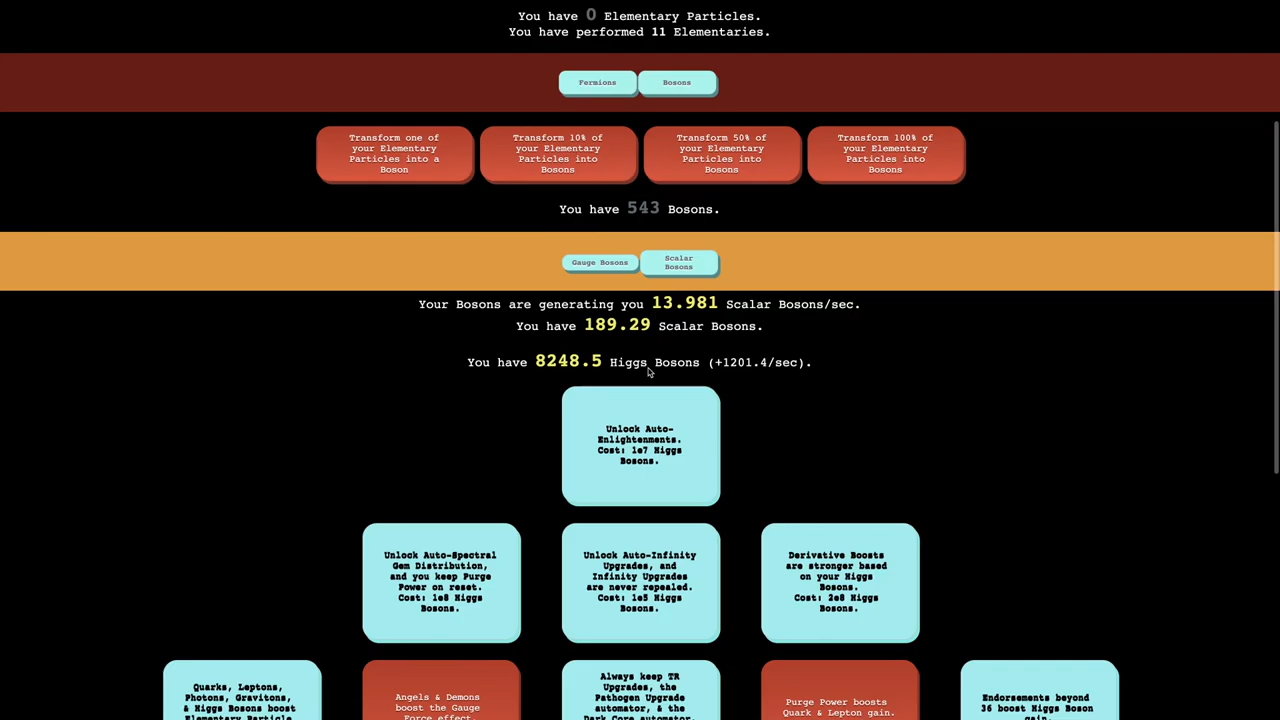 You have 0 Elementary Particles.
You have performed 11 Elementaries.
Fermions
Bosons
Transform one of
your Elementary
Particles into a
Boson
Transform 10% of
your Elementary
Particles into
Bosons
Transform 50% of
your Elementary
Particles into
Bosons
Transform 100% of
your Elementary
Particles into
Bosons
You have 543 Bosons.
Gauge Bosons
Scalar
Bosons
Your Bosons are generating you 13.981 Scalar Bosons/sec.
You have 189.29 Scalar Bosons.
You have 8248.5 Higgs Bosons (+1201.4/sec).
Unlock Auto-
Enlightenments.
Cost: 1e7 Higgs
Bosons.
Unlock Auto-Spectral
Gem Distribution,
and you keep Purge
Power on reset.
Cost: 1e8 Higgs
Bosons.
Unlock Auto-Infinity
Upgrades, and
Infinity Upgrades
are never repealed.
Cost: 1e5 Higgs
Bosons.
Derivative Boosts
are stronger based
on your Higgs
Bosons.
Cost: 2e8 Higgs
Bosons.
Quarks, Leptons,
Photons, Gravitons,
& Higgs Bosons boost
Elementary Particle
Angels & Demons
boost the Gauge
Force effect.
Always keep TR
Upgrades, the
Pathogen Upgrade
automator, & the
Dark Core automator.
Purge Power boosts
Quark & Lepton gain.
Endorsements beyond
36 boost Higgs Boson
gain.